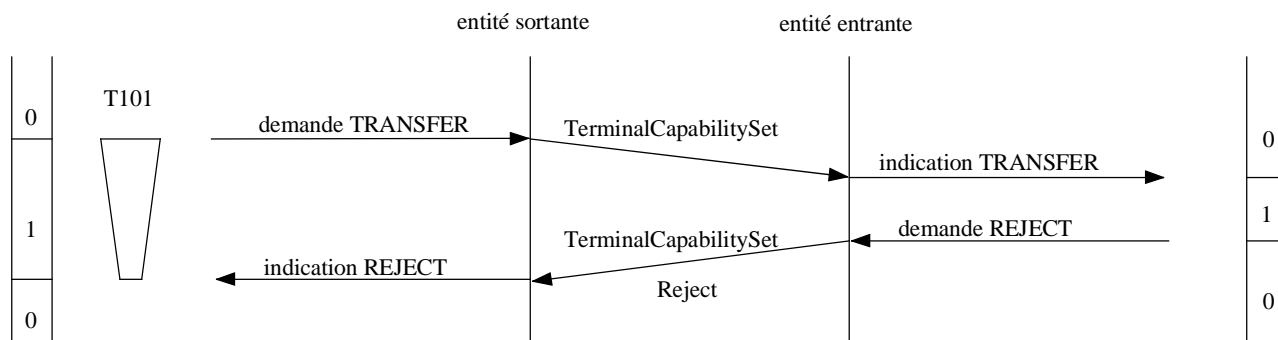 entité sortante
entité entrante
T101
0
demande TRANSFER
TerminalCapabilitySet
0
indication TRANSFER
1
1
demande REJECT
TerminalCapabilitySet
indication REJECT
Reject
0
0